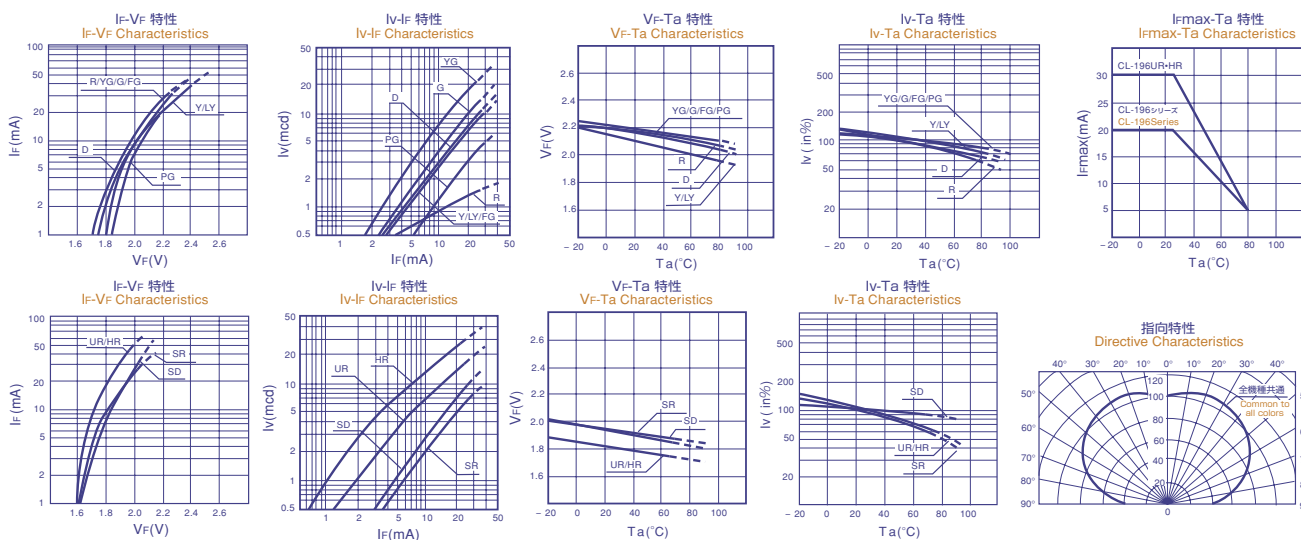 IF-VF 特性
IF-VF Characteristics
100
50
20
10
5
2
1
IF(mA)
R/YG/G/FG
Y/LY
D
PG
1.6 1.8 2.0 2.2 2.4 2.6
VF(V)
Iv-IF 特性
Iv-IF Characteristics
50
20
10
5
2
1
0.5
Iv(mcd)
YG
D
G
PG
R
Y/LY/FG
1 2 5 10 20 50
IF(mA)
VF-Ta 特性
VF-Ta Characteristics
2.6
2.2
2.0
1.8
1.6
1.4
VF(V)
YG/G/FG/PG
R
D
Y/LY
－20 0 20 40 60 80 100
Ta(°C)
Iv-Ta 特性
Iv-Ta Characteristics
500
200
100
50
20
Iv ( in%)
YG/G/FG/PG
Y/LY
D
R
－20 0 20 40 60 80 100
Ta(°C)
IFmax-Ta 特性
IFmax-Ta Characteristics
30
25
20
15
10
5
IFmax(mA)
CL-196UR•HR
CL-196シリーズ
CL-196Series
－20 0 20 40 60 80 100
Ta(°C)
IF-VF 特性
IF-VF Characteristics
100
50
20
10
5
2
1
IF(mA)
UR/HR
SR
SD
1.6 1.8 2.0 2.2 2.4 2.6
VF(V)
Iv-IF 特性
Iv-IF Characteristics
50
20
10
5
2
1
0.5
Iv(mcd)
HR
UR
SD
SR
1 2 5 10 20 50
IF(mA)
VF-Ta 特性
VF-Ta Characteristics
2.8
2.2
2.0
1.8
1.6
VF(V)
SR
SD
UR/HR
－20 0 20 40 60 80 100
Ta(°C)
Iv-Ta 特性
Iv-Ta Characteristics
500
200
100
50
20
Iv ( in%)
SD
UR/HR
SR
－20 0 20 40 60 80 100
Ta(°C)
指向特性
Directive Characteristics
40° 30° 20° 10° 0° 10° 20° 30° 40°
50°
60°
70°
80°
90°
120
100
80
60
40
20
0
全機種共通
Common to
all colors